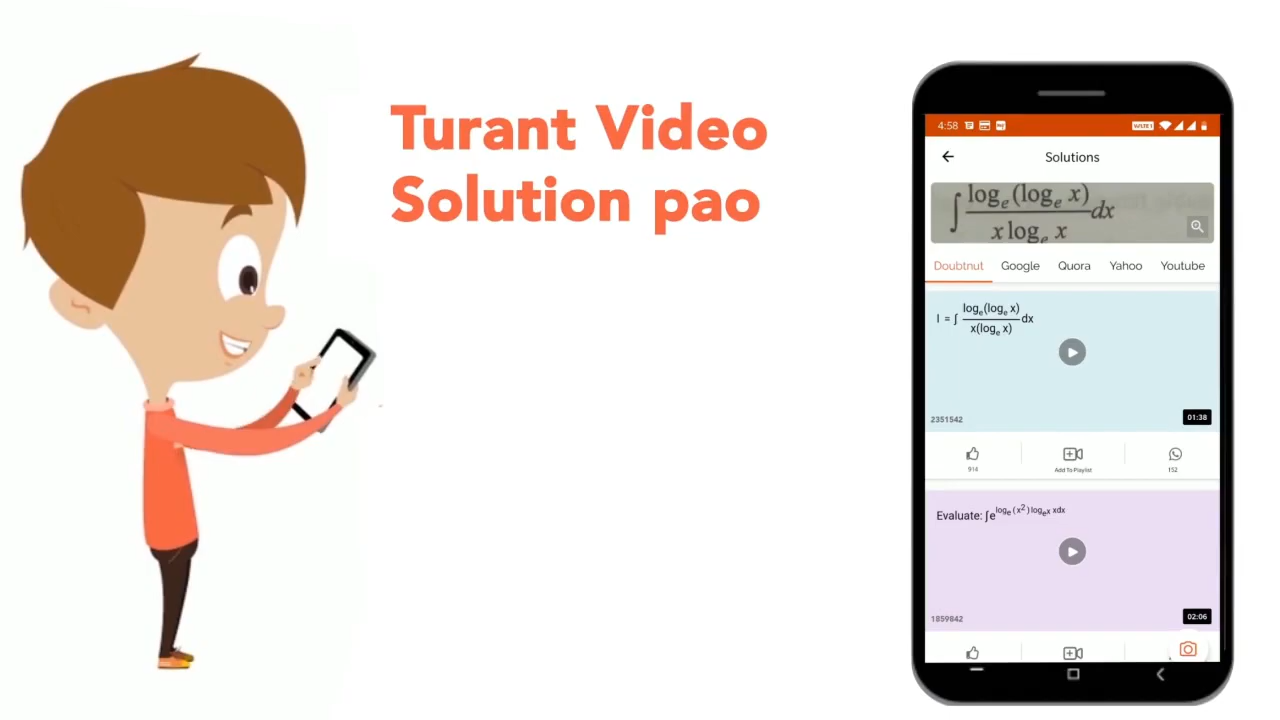 Turant Video
Solution pao
4:58
Solutions
∫ logₑ(logₑ x)/x logₑ x dx
Doubtnut Google Quora Yahoo Youtube
I = ∫ logₑ(logₑ x)/x(logₑ x) dx
2351542 01:38
914 Add To Playlist 152
Evaluate: ∫e^logₑ(x²)logₑx xdx
1859842 02:06